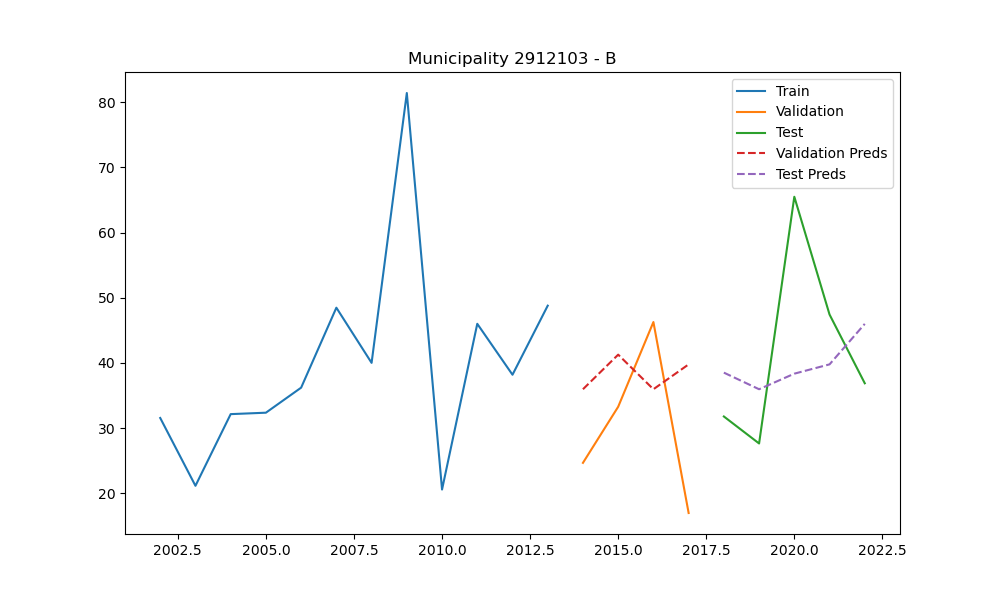 Municipality 2912103 - B
Train
Validation
Test
Validation Preds
Test Preds
80
70
60
50
40
30
20
2002.5 2005.0 2007.5 2010.0 2012.5 2015.0 2017.5 2020.0 2022.5